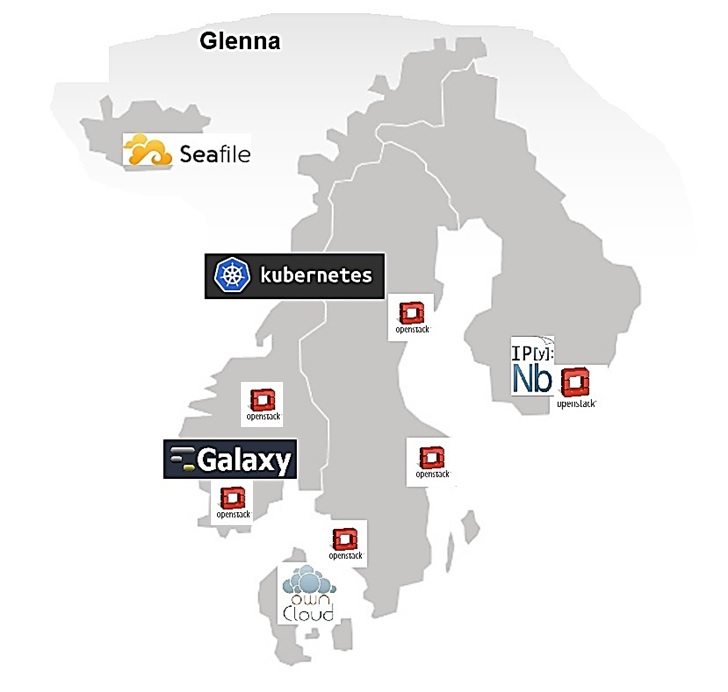 Glenna
Seafile
kubernetes
openstack
IP[y]:
Nb
openstack
openstack
Galaxy
openstack
openstack
openstack
own
Cloud